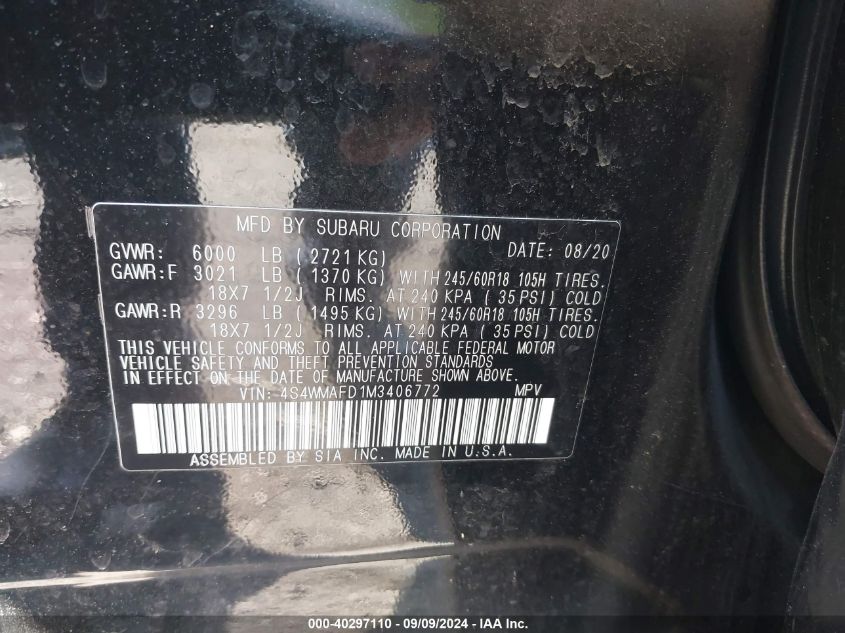 MFD BY SUBARU CORPORATION
GVWR: 6000 LB ( 2721 KG) DATE: 08/20
GAWR:F 3021 LB ( 1370 KG) WITH 245/60R18 105H TIRES.
18X7 1/2J RIMS. AT 240 KPA ( 35 PSI) COLD
GAWR:R 3296 LB ( 1495 KG) WITH 245/60R18 105H TIRES.
18X7 1/2J RIMS. AT 240 KPA ( 35 PSI) COLD
THIS VEHICLE CONFORMS TO ALL APPLICABLE FEDERAL MOTOR
VEHICLE SAFETY AND THEFT PREVENTION STANDARDS
IN EFFECT ON THE DATE OF MANUFACTURE SHOWN ABOVE.
VIN: 4S4WMAFD1M3406772 MPV
ASSEMBLED BY SIA INC. MADE IN U.S.A.
000-40297110 - 09/09/2024 - IAA Inc.